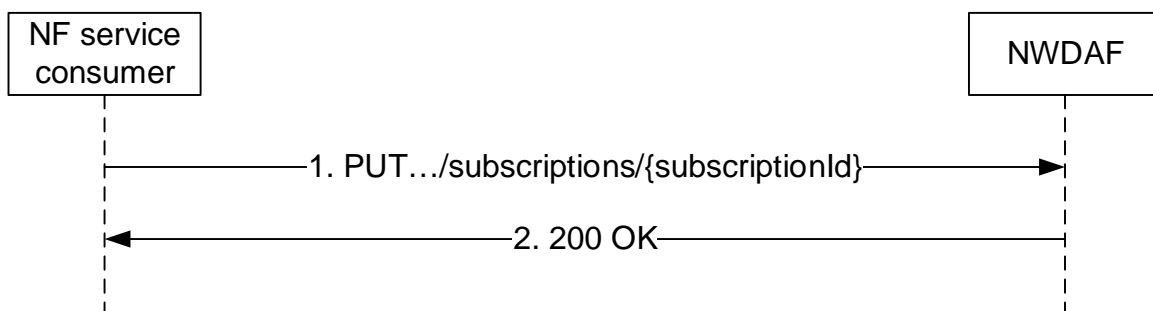 NF service
consumer
NWDAF
1. PUT…/subscriptions/{subscriptionId}
2. 200 OK